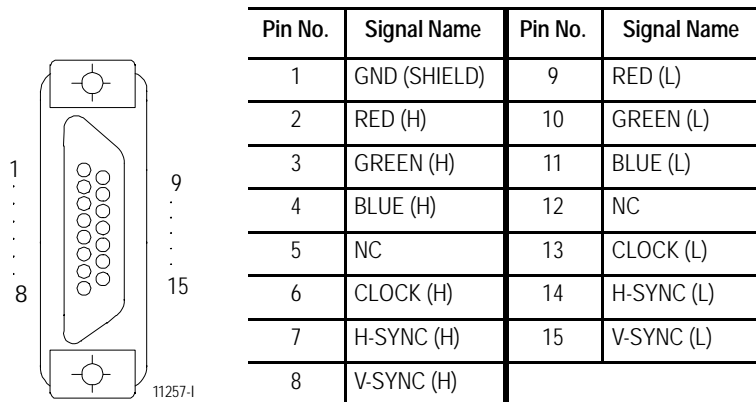 Pin No. Signal Name Pin No. Signal Name
1 GND (SHIELD) 9 RED (L)
2 RED (H) 10 GREEN (L)
3 GREEN (H) 11 BLUE (L)
4 BLUE (H) 12 NC
5 NC 13 CLOCK (L)
6 CLOCK (H) 14 H-SYNC (L)
7 H-SYNC (H) 15 V-SYNC (L)
8 V-SYNC (H)
1
8
9
15
11257-I